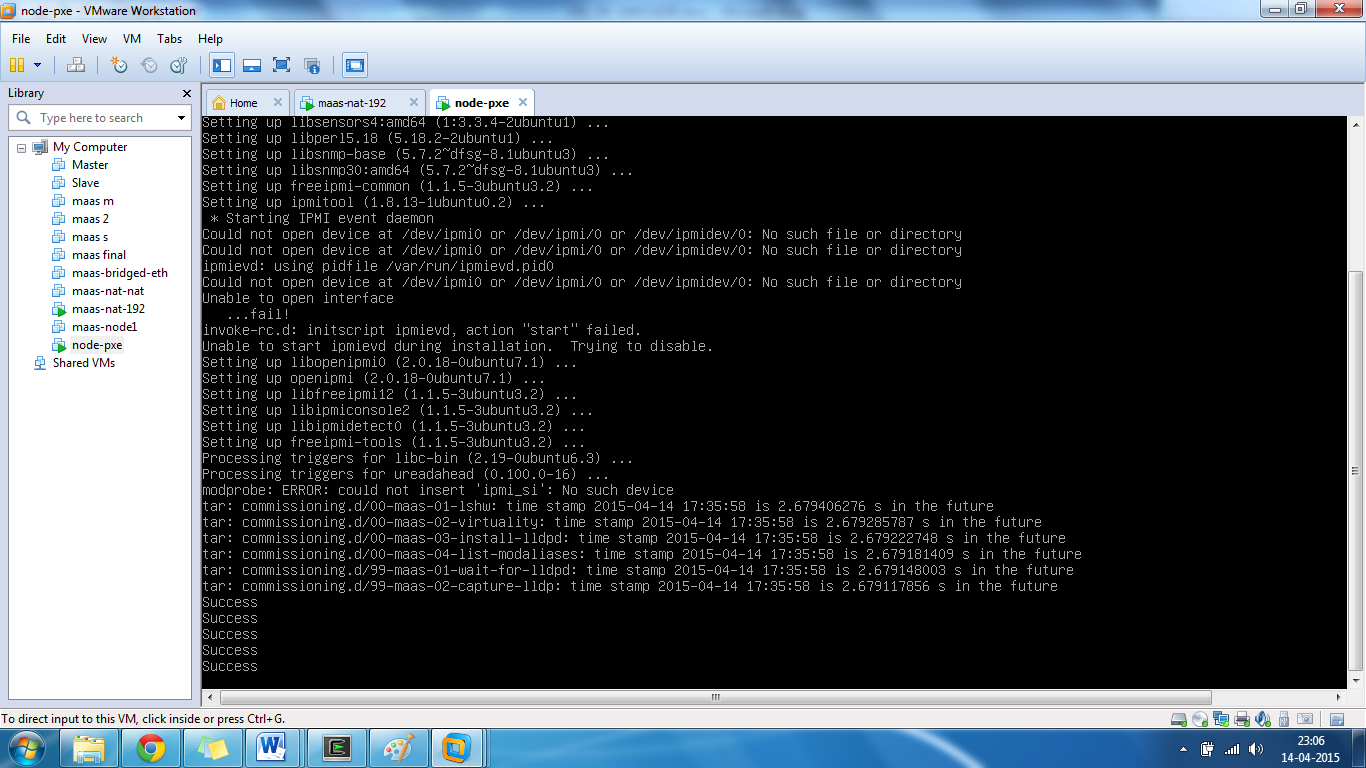 node-pxe - VMware Workstation
File Edit View VM Tabs Help
Library
Type here to search
My Computer
Master
Slave
maas m
maas 2
maas s
maas final
maas-bridged-eth
maas-nat-nat
maas-nat-192
maas-node1
node-pxe
Shared VMs
Home
maas-nat-192
node-pxe
Setting up libsensors4:amd64 (1:3.3.4-2ubuntu1) ...
Setting up libperl5.18 (5.18.2-2ubuntu1) ...
Setting up libsnmp-base (5.7.2~dfsg-8.1ubuntu3) ...
Setting up libsnmp30:amd64 (5.7.2~dfsg-8.1ubuntu3) ...
Setting up freeipmi-common (1.1.5-3ubuntu3.2) ...
Setting up ipmitool (1.8.13-1ubuntu0.2) ...
* Starting IPMI event daemon
Could not open device at /dev/ipmi0 or /dev/ipmi/0 or /dev/ipmidev/0: No such file or directory
Could not open device at /dev/ipmi0 or /dev/ipmi/0 or /dev/ipmidev/0: No such file or directory
ipmievd: using pidfile /var/run/ipmievd.pid0
Could not open device at /dev/ipmi0 or /dev/ipmi/0 or /dev/ipmidev/0: No such file or directory
Unable to open interface
...fail!
invoke-rc.d: initscript ipmievd, action "start" failed.
Unable to start ipmievd during installation.  Trying to disable.
Setting up libopenipmi0 (2.0.18-0ubuntu7.1) ...
Setting up openipmi (2.0.18-0ubuntu7.1) ...
Setting up libfreeipmi12 (1.1.5-3ubuntu3.2) ...
Setting up libipmiconsole2 (1.1.5-3ubuntu3.2) ...
Setting up libipmidetect0 (1.1.5-3ubuntu3.2) ...
Setting up freeipmi-tools (1.1.5-3ubuntu3.2) ...
Processing triggers for libc-bin (2.19-0ubuntu6.3) ...
Processing triggers for ureadahead (0.100.0-16) ...
modprobe: ERROR: could not insert 'ipmi_si': No such device
tar: commissioning.d/00-maas-01-lshw: time stamp 2015-04-14 17:35:58 is 2.679406276 s in the future
tar: commissioning.d/00-maas-02-virtuality: time stamp 2015-04-14 17:35:58 is 2.679285787 s in the future
tar: commissioning.d/00-maas-03-install-lldpd: time stamp 2015-04-14 17:35:58 is 2.679222748 s in the future
tar: commissioning.d/00-maas-04-list-modaliases: time stamp 2015-04-14 17:35:58 is 2.679181409 s in the future
tar: commissioning.d/99-maas-01-wait-for-lldpd: time stamp 2015-04-14 17:35:58 is 2.679148003 s in the future
tar: commissioning.d/99-maas-02-capture-lldp: time stamp 2015-04-14 17:35:58 is 2.679117856 s in the future
Success
Success
Success
Success
Success
To direct input to this VM, click inside or press Ctrl+G.
23:06
14-04-2015